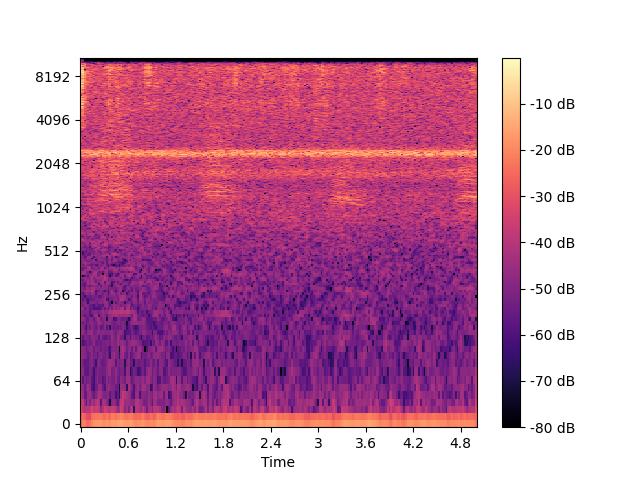 8192
4096
2048
1024
512
256
128
64
0
Hz
0 0.6 1.2 1.8 2.4 3 3.6 4.2 4.8
Time
-10 dB
-20 dB
-30 dB
-40 dB
-50 dB
-60 dB
-70 dB
-80 dB